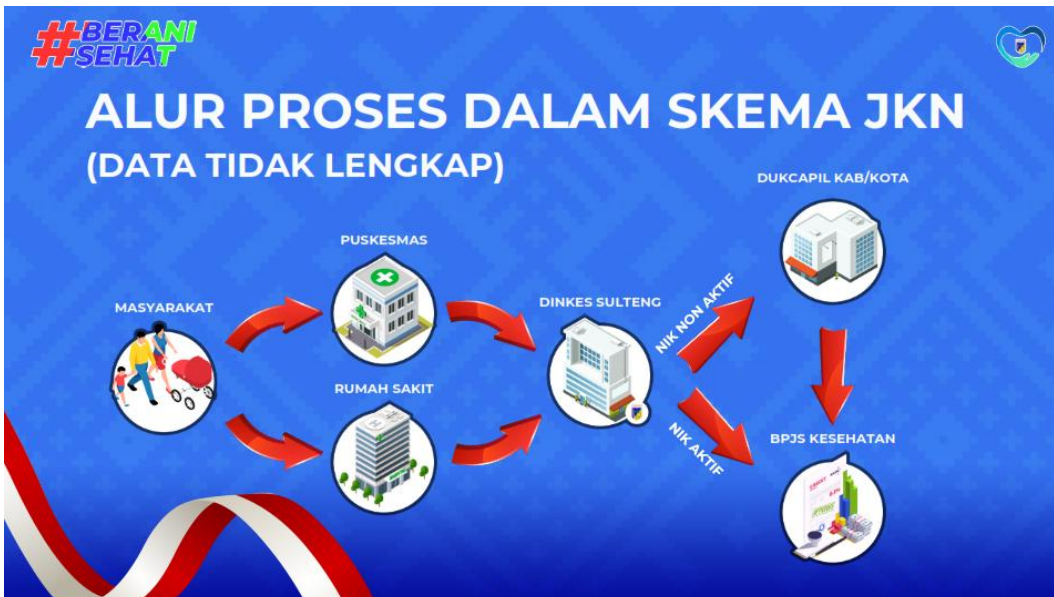 #BERANI
SEHAT
ALUR PROSES DALAM SKEMA JKN
(DATA TIDAK LENGKAP)
DUKCAPIL KAB/KOTA
PUSKESMAS
MASYARAKAT
DINKES SULTENG
NIK NON AKTIF
RUMAH SAKIT
NIK AKTIF
BPJS KESEHATAN